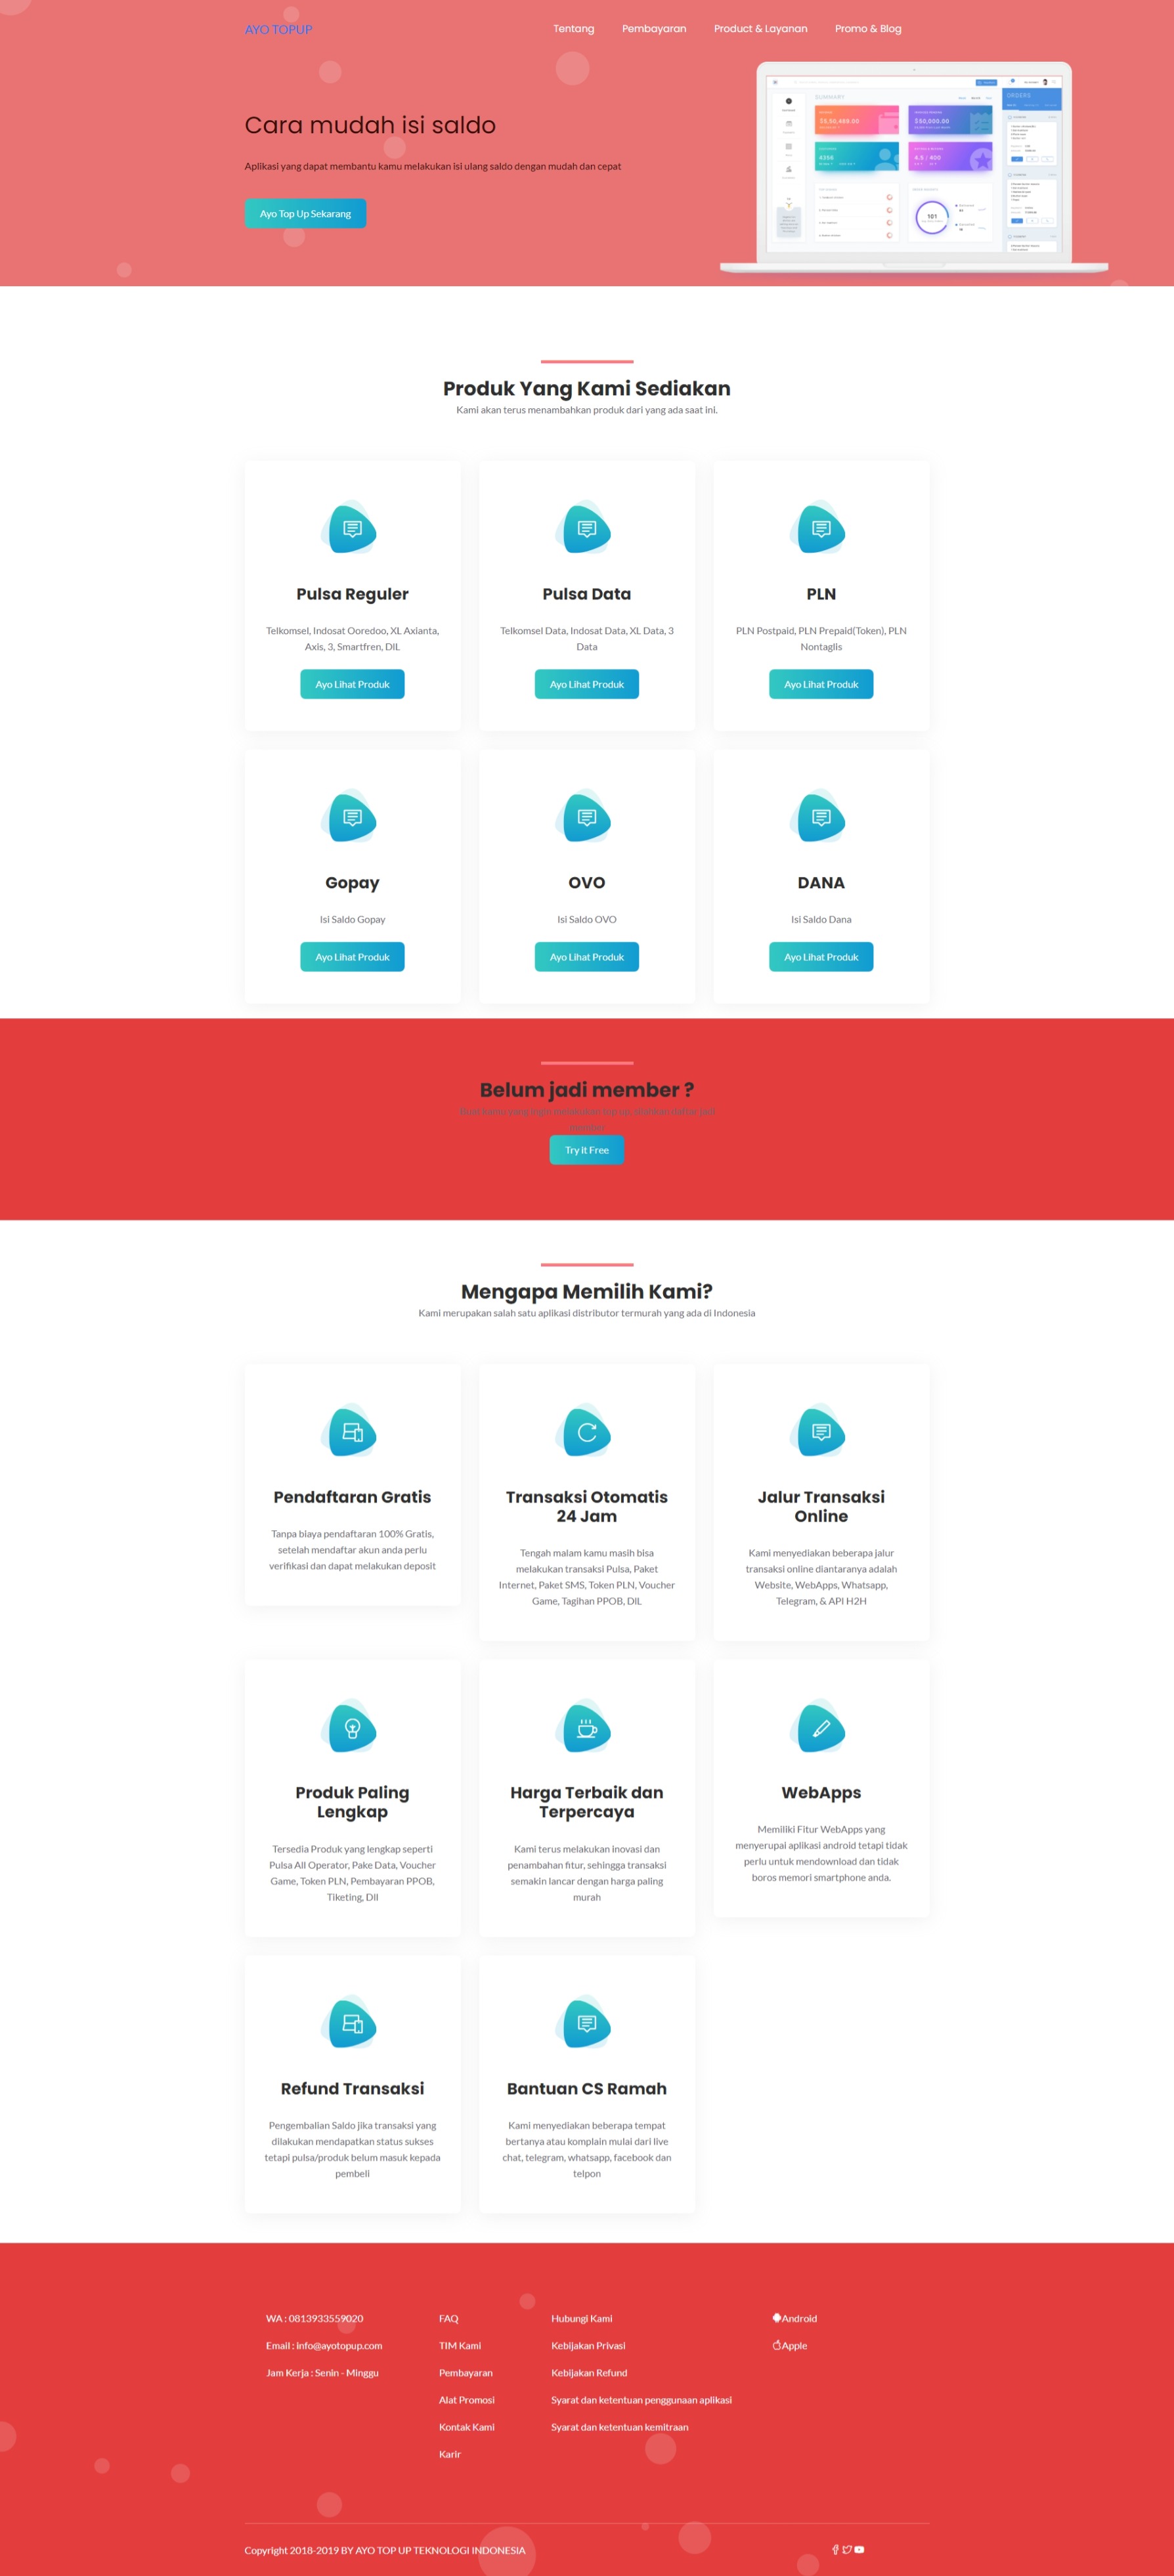 AYO TOPUP
Tentang
Pembayaran
Product & Layanan
Promo & Blog
Cara mudah isi saldo
Aplikasi yang dapat membantu kamu melakukan isi ulang saldo dengan mudah dan cepat
Ayo Top Up Sekarang
SUMMARY
ORDERS
$50,000.00
4356
4.5 / 400
101
Produk Yang Kami Sediakan
Kami akan terus menambahkan produk dari yang ada saat ini.
Pulsa Reguler
Telkomsel, Indosat Ooredoo, XL Axianta,
Axis, 3, Smartfren, DlL
Ayo Lihat Produk
Pulsa Data
Telkomsel Data, Indosat Data, XL Data, 3
Data
Ayo Lihat Produk
PLN
PLN Postpaid, PLN Prepaid(Token), PLN
Nontaglis
Ayo Lihat Produk
Gopay
Isi Saldo Gopay
Ayo Lihat Produk
OVO
Isi Saldo OVO
Ayo Lihat Produk
DANA
Isi Saldo Dana
Ayo Lihat Produk
Belum jadi member ?
Try it Free
Mengapa Memilih Kami?
Kami merupakan salah satu aplikasi distributor termurah yang ada di Indonesia
Pendaftaran Gratis
Tanpa biaya pendaftaran 100% Gratis,
setelah mendaftar akun anda perlu
verifikasi dan dapat melakukan deposit
Transaksi Otomatis
24 Jam
Tengah malam kamu masih bisa
melakukan transaksi Pulsa, Paket
Internet, Paket SMS, Token PLN, Voucher
Game, Tagihan PPOB, DlL
Jalur Transaksi
Online
Kami menyediakan beberapa jalur
transaksi online diantaranya adalah
Website, WebApps, Whatsapp,
Telegram, & API H2H
Produk Paling
Lengkap
Tersedia Produk yang lengkap seperti
Pulsa All Operator, Pake Data, Voucher
Game, Token PLN, Pembayaran PPOB,
Tiketing, Dll
Harga Terbaik dan
Terpercaya
Kami terus melakukan inovasi dan
penambahan fitur, sehingga transaksi
semakin lancar dengan harga paling
murah
WebApps
Memiliki Fitur WebApps yang
menyerupai aplikasi android tetapi tidak
perlu untuk mendownload dan tidak
boros memori smartphone anda.
Refund Transaksi
Pengembalian Saldo jika transaksi yang
dilakukan mendapatkan status sukses
tetapi pulsa/produk belum masuk kepada
pembeli
Bantuan CS Ramah
Kami menyediakan beberapa tempat
bertanya atau komplain mulai dari live
chat, telegram, whatsapp, facebook dan
telpon
WA : 0813933559020
Email : info@ayotopup.com
Jam Kerja : Senin - Minggu
FAQ
TIM Kami
Pembayaran
Alat Promosi
Kontak Kami
Karir
Hubungi Kami
Kebijakan Privasi
Kebijakan Refund
Syarat dan ketentuan penggunaan aplikasi
Syarat dan ketentuan kemitraan
Android
Apple
Copyright 2018-2019 BY AYO TOP UP TEKNOLOGI INDONESIA